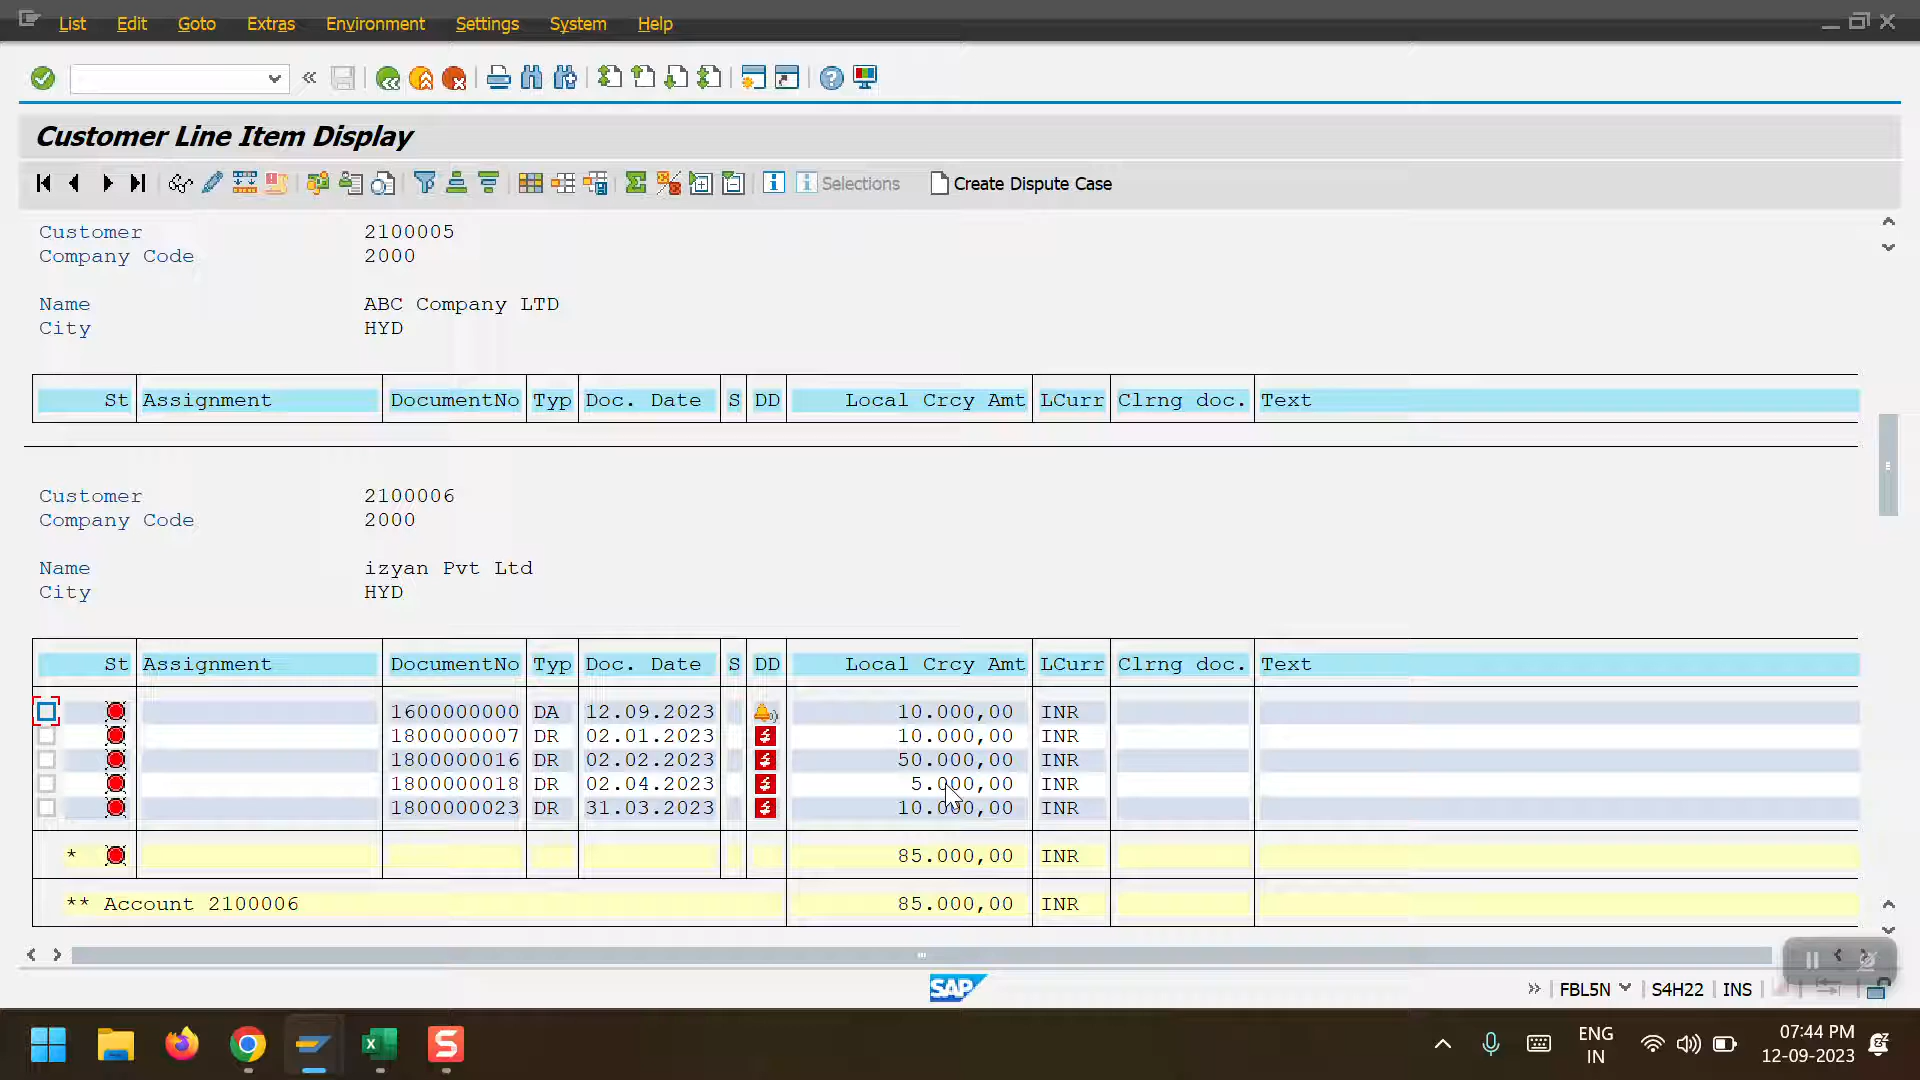 List Edit Goto Extras Environment Settings System Help
Customer Line Item Display
Selections Create Dispute Case
Customer 2100005
Company Code 2000
Name ABC Company LTD
City HYD
St Assignment DocumentNo Typ Doc. Date S DD Local Crcy Amt LCurr Clrng doc. Text
Customer 2100006
Company Code 2000
Name izyan Pvt Ltd
City HYD
St Assignment DocumentNo Typ Doc. Date S DD Local Crcy Amt LCurr Clrng doc. Text
1600000000 DA 12.09.2023 10.000,00 INR
1800000007 DR 02.01.2023 10.000,00 INR
1800000016 DR 02.02.2023 50.000,00 INR
1800000018 DR 02.04.2023 5.000,00 INR
1800000023 DR 31.03.2023 10.000,00 INR
* 85.000,00 INR
** Account 2100006 85.000,00 INR
SAP
FBL5N S4H22 INS
ENG 07:44 PM
IN 12-09-2023